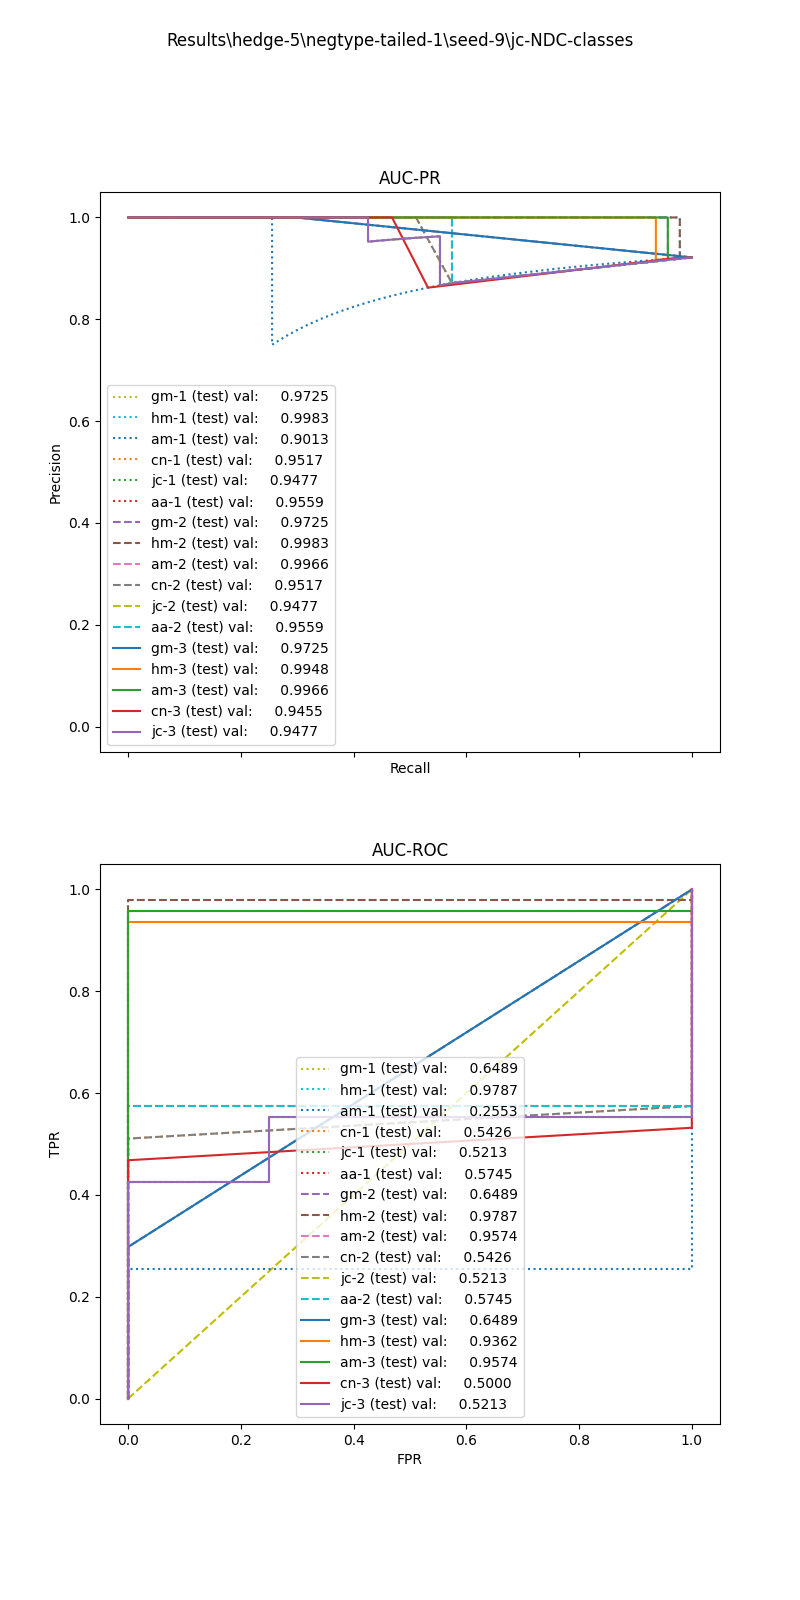 Results\hedge-5\negtype-tailed-1\seed-9\jc-NDC-classes
AUC-PR
1.0
0.8
0.6
0.4
0.2
0.0
Precision
gm-1 (test) val: 0.9725
hm-1 (test) val: 0.9983
am-1 (test) val: 0.9013
cn-1 (test) val: 0.9517
jc-1 (test) val: 0.9477
aa-1 (test) val: 0.9559
gm-2 (test) val: 0.9725
hm-2 (test) val: 0.9983
am-2 (test) val: 0.9966
cn-2 (test) val: 0.9517
jc-2 (test) val: 0.9477
aa-2 (test) val: 0.9559
gm-3 (test) val: 0.9725
hm-3 (test) val: 0.9948
am-3 (test) val: 0.9966
cn-3 (test) val: 0.9455
jc-3 (test) val: 0.9477
Recall
AUC-ROC
1.0
0.8
0.6
0.4
0.2
0.0
TPR
gm-1 (test) val: 0.6489
hm-1 (test) val: 0.9787
am-1 (test) val: 0.2553
cn-1 (test) val: 0.5426
jc-1 (test) val: 0.5213
aa-1 (test) val: 0.5745
gm-2 (test) val: 0.6489
hm-2 (test) val: 0.9787
am-2 (test) val: 0.9574
cn-2 (test) val: 0.5426
jc-2 (test) val: 0.5213
aa-2 (test) val: 0.5745
gm-3 (test) val: 0.6489
hm-3 (test) val: 0.9362
am-3 (test) val: 0.9574
cn-3 (test) val: 0.5000
jc-3 (test) val: 0.5213
0.0 0.2 0.4 0.6 0.8 1.0
FPR